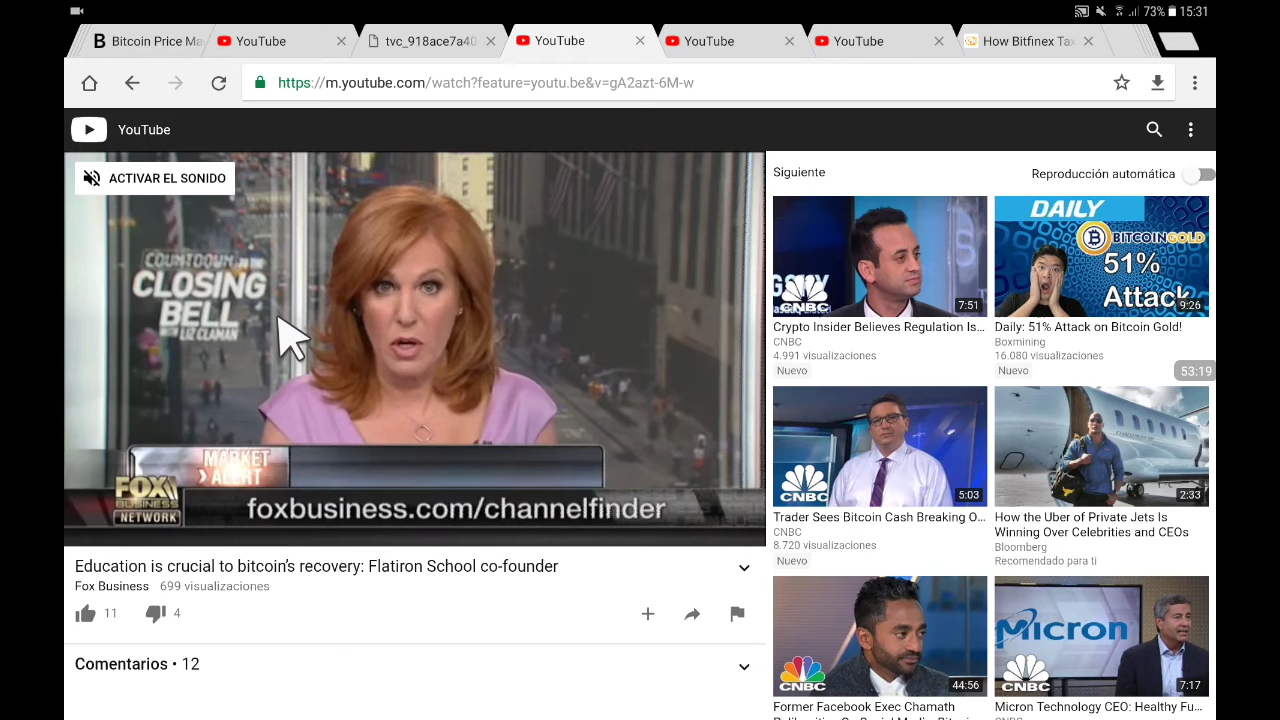 73% 15:31
Bitcoin Price Ma
YouTube
tvc_918ace7a40
YouTube
YouTube
YouTube
How Bitfinex Tax
https://m.youtube.com/watch?feature=youtu.be&v=gA2azt-6M-w
YouTube
ACTIVAR EL SONIDO
COUNTDOWN TO THE
CLOSING
BELL
WITH LIZ CLAMAN
MARKET
ALERT
FOX
BUSINESS
NETWORK
foxbusiness.com/channelfinder
Education is crucial to bitcoin's recovery: Flatiron School co-founder
Fox Business 699 visualizaciones
11 4
Comentarios • 12
Siguiente
Reproducción automática
CNBC
7:51
Crypto Insider Believes Regulation Is...
CNBC
4.991 visualizaciones
Nuevo
DAILY
BITCOINGOLD
51%
Attack
9:26
Daily: 51% Attack on Bitcoin Gold!
Boxmining
16.080 visualizaciones
Nuevo
53:19
CNBC
5:03
Trader Sees Bitcoin Cash Breaking O...
CNBC
8.720 visualizaciones
Nuevo
2:33
How the Uber of Private Jets Is
Winning Over Celebrities and CEOs
Bloomberg
Recomendado para ti
CNBC
44:56
Former Facebook Exec Chamath
Micron
CNBC
7:17
Micron Technology CEO: Healthy Fu...